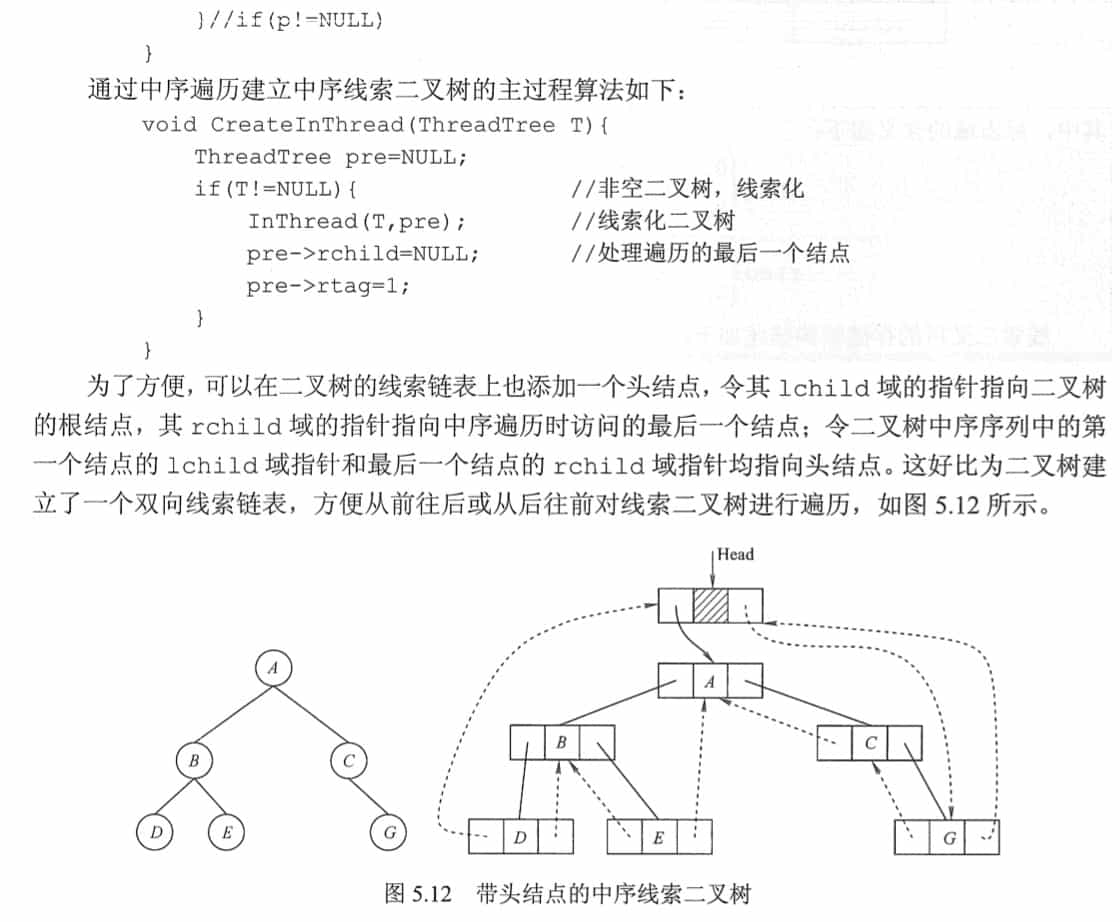 }//if(p!=NULL)
}
通过中序遍历建立中序线索二叉树的主过程算法如下：
void CreateInThread(ThreadTree T){
ThreadTree pre=NULL;
if(T!=NULL){ //非空二叉树，线索化
InThread(T,pre); //线索化二叉树
pre->rchild=NULL; //处理遍历的最后一个结点
pre->rtag=1;
}
}
为了方便，可以在二叉树的线索链表上也添加一个头结点，令其 lchild 域的指针指向二叉树
的根结点，其 rchild 域的指针指向中序遍历时访问的最后一个结点；令二叉树中序序列中的第
一个结点的 lchild 域指针和最后一个结点的 rchild 域指针均指向头结点。这好比为二叉树建
立了一个双向线索链表，方便从前往后或从后往前对线索二叉树进行遍历，如图 5.12 所示。
Head
A
A
B
C
B
C
D
E
G
D
E
G
图 5.12 带头结点的中序线索二叉树